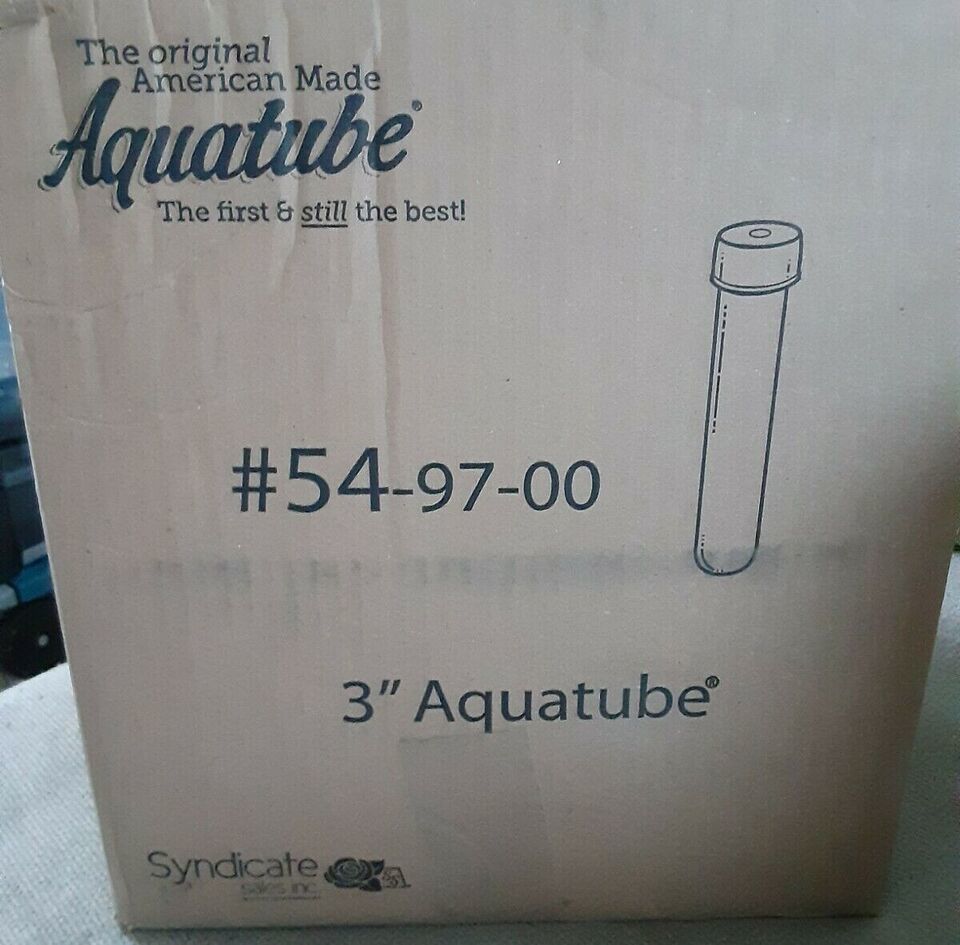 The original
American Made
Aquatube®
The first & still the best!
#54-97-00
3" Aquatube®
Syndicate
sales inc.